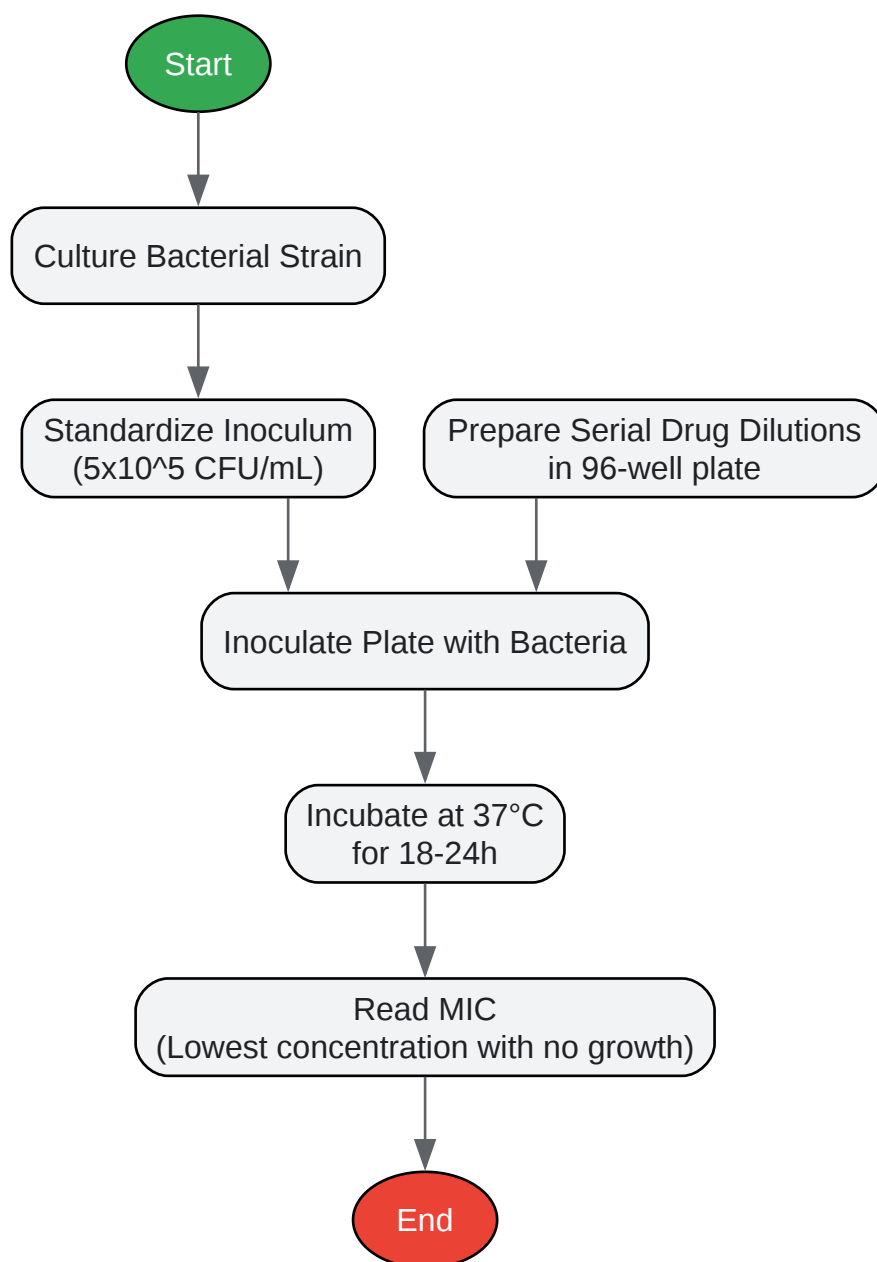 Start
Culture Bacterial Strain
Standardize Inoculum
(5x10^5 CFU/mL)
Prepare Serial Drug Dilutions
in 96-well plate
Inoculate Plate with Bacteria
Incubate at 37°C
for 18-24h
Read MIC
(Lowest concentration with no growth)
End